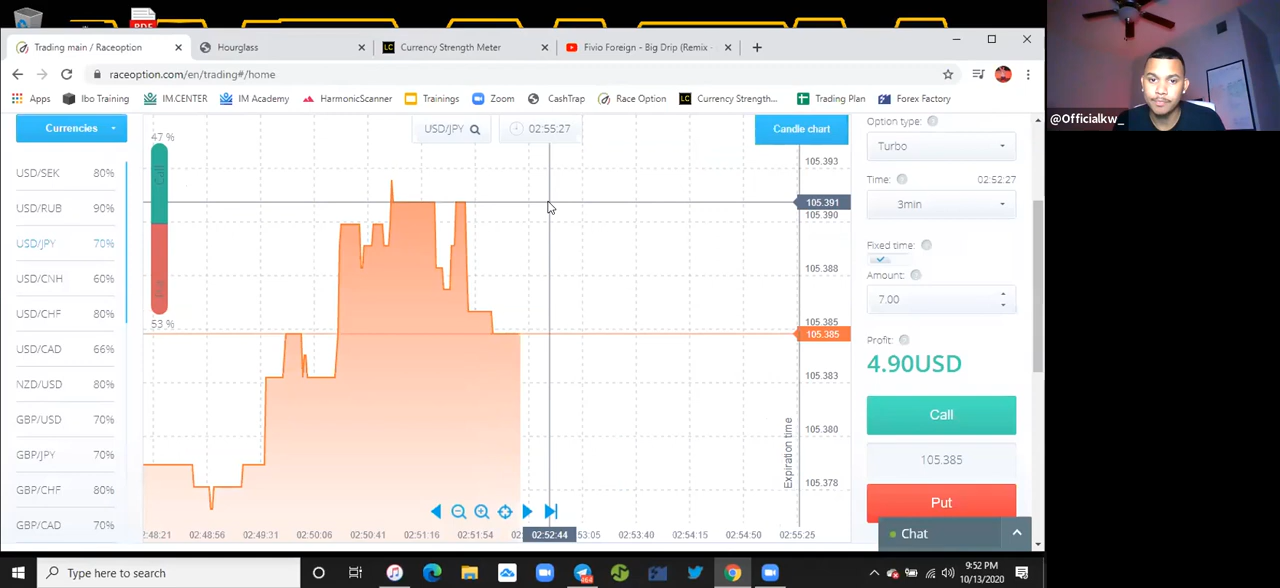 PDF
Trading main / Raceoption
Hourglass
LC Currency Strength Meter
Fivio Foreign - Big Drip (Remix -
raceoption.com/en/trading#/home
Apps
Ibo Training
IM.CENTER
IM Academy
HarmonicScanner
Trainings
Zoom
CashTrap
Race Option
LC Currency Strength...
Trading Plan
Forex Factory
@Officialkw_
Currencies
USD/SEK 80%
USD/RUB 90%
USD/JPY 70%
USD/CNH 60%
USD/CHF 80%
USD/CAD 66%
NZD/USD 80%
GBP/USD 70%
GBP/JPY 70%
GBP/CHF 80%
GBP/CAD 70%
47 %
Call
53 %
USD/JPY
02:55:27
Candle chart
105.393
105.391
105.390
105.388
105.385
105.385
105.383
105.380
105.378
Expiration time
:48:21 02:48:56 02:49:31 02:50:06 02:50:41 02:51:16 02:51:54 02:52:44 :53:05 02:53:40 02:54:15 02:54:50 02:55:25
Option type:
Turbo
Time: 02:52:27
3min
Fixed time:
Amount:
7.00
Profit:
4.90USD
Call
105.385
Put
Chat
Type here to search
9:52 PM
10/13/2020